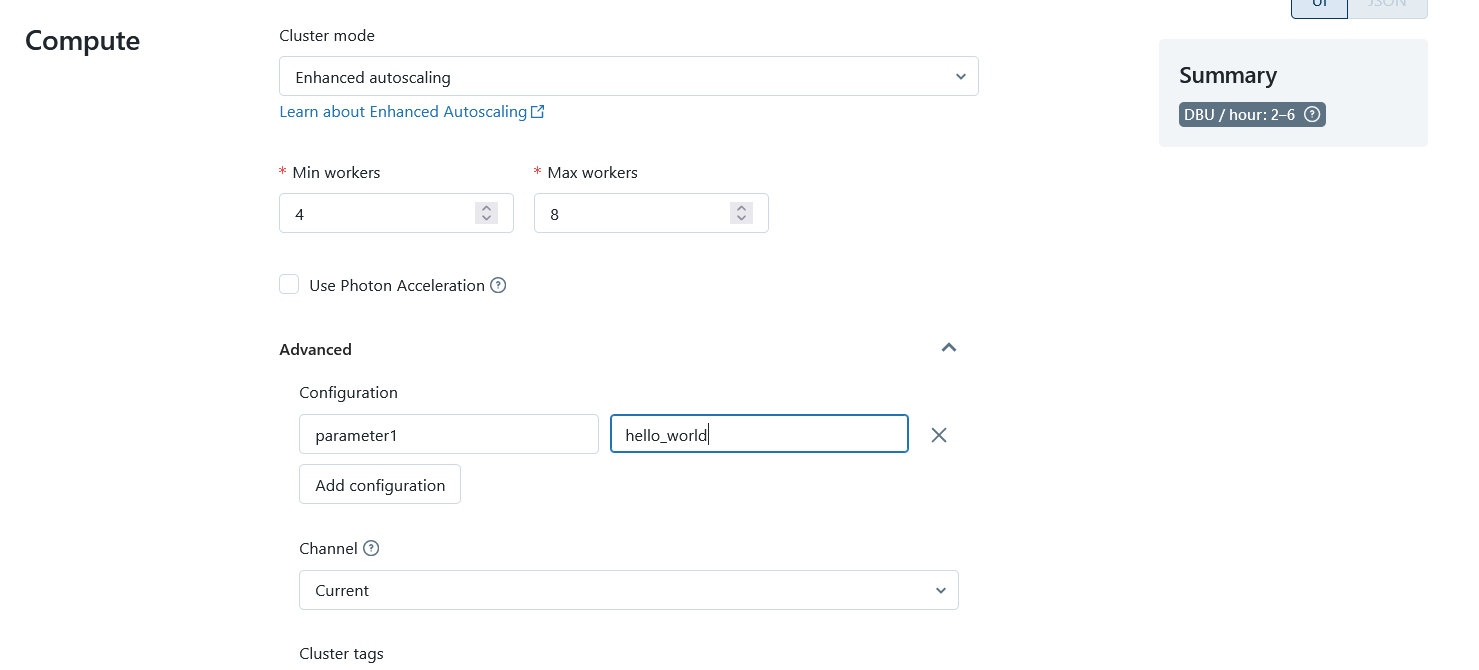 UI JSON
Compute
Cluster mode
Enhanced autoscaling
Learn about Enhanced Autoscaling
Summary
DBU / hour: 2–6 ?
* Min workers * Max workers
4 8
Use Photon Acceleration ?
Advanced
Configuration
parameter1 hello_world
Add configuration
Channel ?
Current
Cluster tags